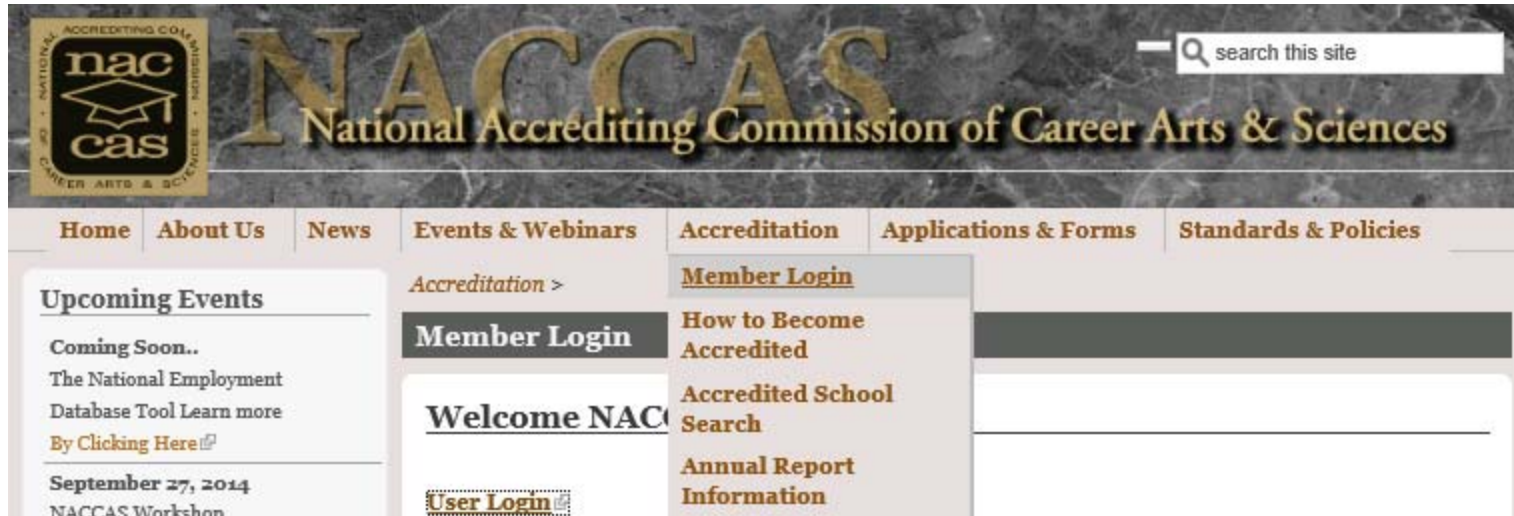 NATIONAL ACCREDITING COMMISSION
nac
cas
OF CAREER ARTS & SCIENCES
NACCAS
National Accrediting Commission of Career Arts & Sciences
search this site
Home About Us News Events & Webinars Accreditation Applications & Forms Standards & Policies
Upcoming Events
Coming Soon..
The National Employment
Database Tool Learn more
By Clicking Here
September 27, 2014
NACCAS Workshop
Accreditation >
Member Login
Welcome
User Login
Member Login
How to Become
Accredited
Accredited School
Search
Annual Report
Information